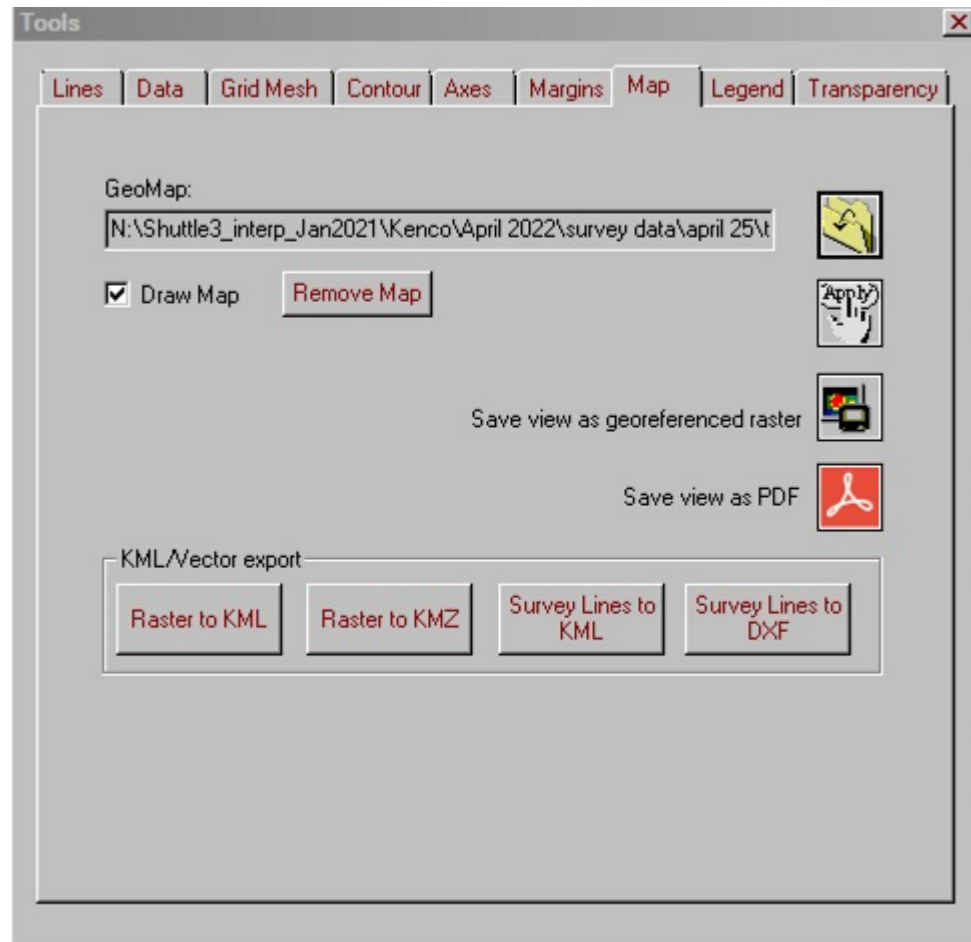 Tools
Lines Data Grid Mesh Contour Axes Margins Map Legend Transparency
GeoMap:
N:\Shuttle3_interp_Jan2021\Kenco\April 2022\survey data\april 25\t
Draw Map Remove Map
Apply
Save view as georeferenced raster
Save view as PDF
KML/Vector export
Raster to KML Raster to KMZ Survey Lines to KML Survey Lines to DXF